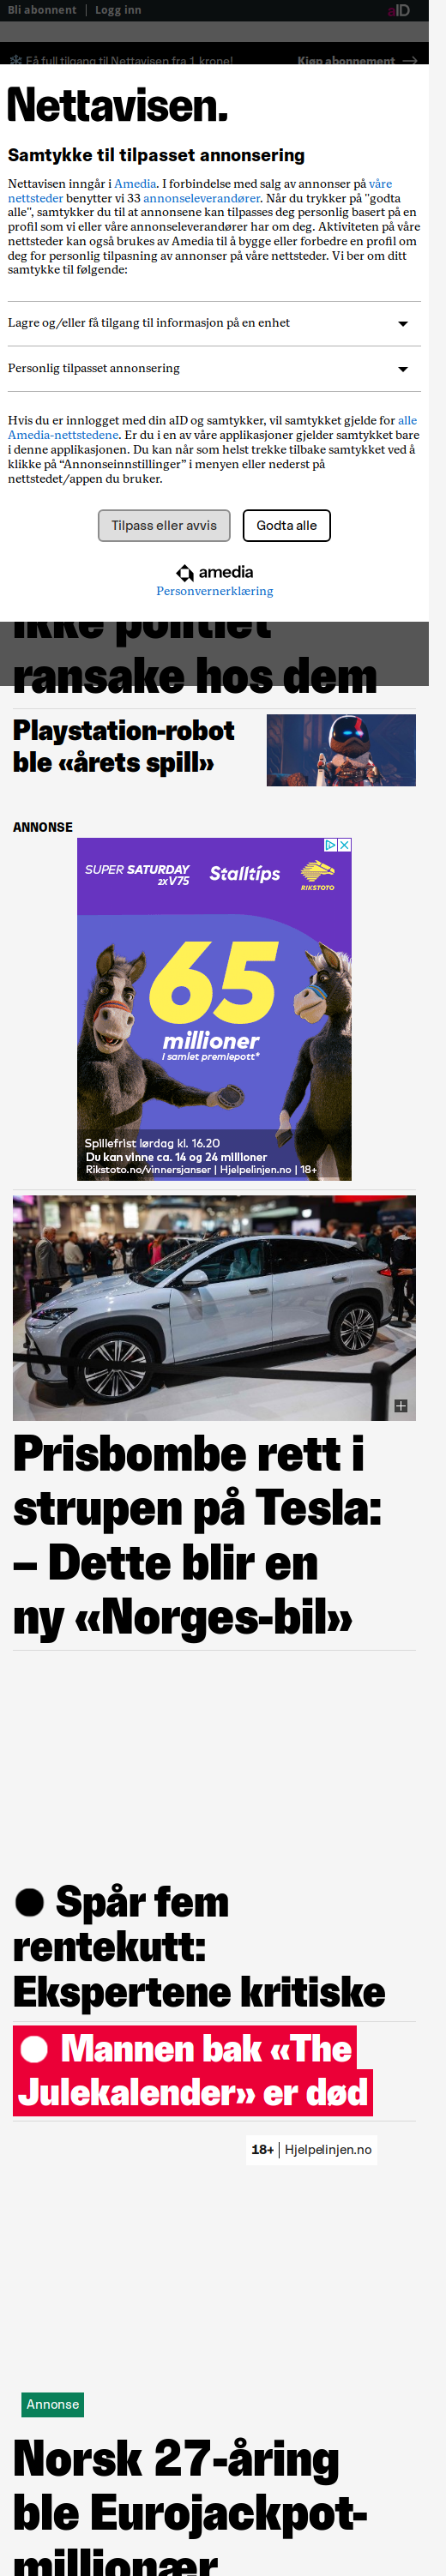 Bli abonnent | Logg inn aID
Få full tilgang til Nettavisen fra 1 krone! Kjøp abonnement →
Nettavisen.
Samtykke til tilpasset annonsering
Nettavisen inngår i Amedia. I forbindelse med salg av annonser på våre
nettsteder benytter vi 33 annonseleverandører. Når du trykker på "godta
alle", samtykker du til at annonsene kan tilpasses deg personlig basert på en
profil som vi eller våre annonseleverandører har om deg. Aktiviteten på våre
nettsteder kan også brukes av Amedia til å bygge eller forbedre en profil om
deg for personlig tilpasning av annonser på våre nettsteder. Vi ber om ditt
samtykke til følgende:
Lagre og/eller få tilgang til informasjon på en enhet
Personlig tilpasset annonsering
Hvis du er innlogget med din aID og samtykker, vil samtykket gjelde for alle
Amedia-nettstedene. Er du i en av våre applikasjoner gjelder samtykket bare
i denne applikasjonen. Du kan når som helst trekke tilbake samtykket ved å
klikke på “Annonseinnstillinger” i menyen eller nederst på
nettstedet/appen du bruker.
Tilpass eller avvis Godta alle
amedia
Personvernerklæring
ikke politiet
ransake hos dem
Playstation-robot
ble «årets spill»
ANNONSE
SUPER SATURDAY
2xV75
Stalltips
RIKSTOTO
65
millioner
I samlet premiepott*
Spillefrist lørdag kl. 16.20
Du kan vinne ca. 14 og 24 millioner
Rikstoto.no/vinnersjanser | Hjelpelinjen.no | 18+
Prisbombe rett i
strupen på Tesla:
– Dette blir en
ny «Norges-bil»
● Spår fem
rentekutt:
Ekspertene kritiske
● Mannen bak «The
Julekalender» er død
18+ | Hjelpelinjen.no
Annonse
Norsk 27-åring
ble Eurojackpot-
millionær